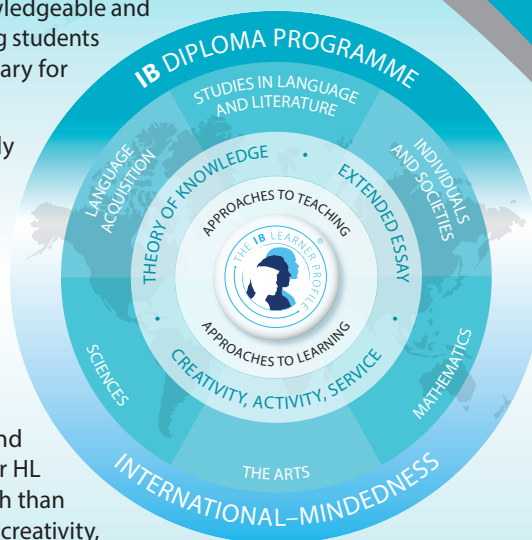 wledgeable and
g students
ary for
ly
nd
r HL
h than
creativity,
IB DIPLOMA PROGRAMME
STUDIES IN LANGUAGE
AND LITERATURE
LANGUAGE
ACQUISITION
INDIVIDUALS
AND SOCIETIES
THEORY OF KNOWLEDGE •
EXTENDED ESSAY
APPROACHES TO TEACHING
THE IB LEARNER PROFILE
®
APPROACHES TO LEARNING
• CREATIVITY, ACTIVITY, SERVICE •
SCIENCES
MATHEMATICS
THE ARTS
INTERNATIONAL–MINDEDNESS